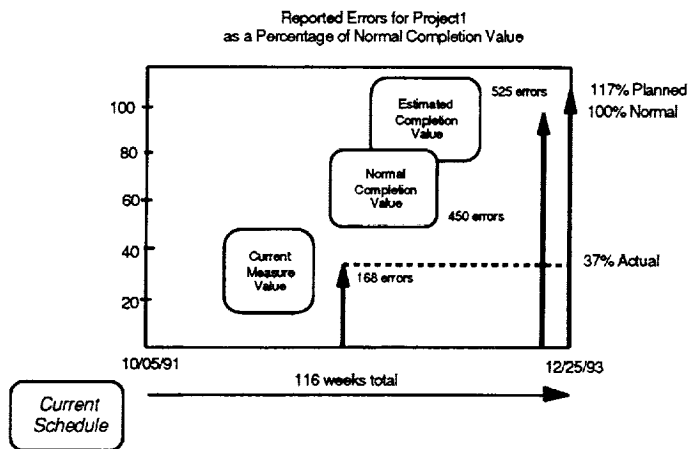 Reported Errors for Project1
as a Percentage of Normal Completion Value
100
80
60
40
20
Estimated
Completion
Value
525 errors
117% Planned
100% Normal
Normal
Completion
Value
450 errors
Current
Measure
Value
168 errors
37% Actual
10/05/91
12/25/93
116 weeks total
Current
Schedule